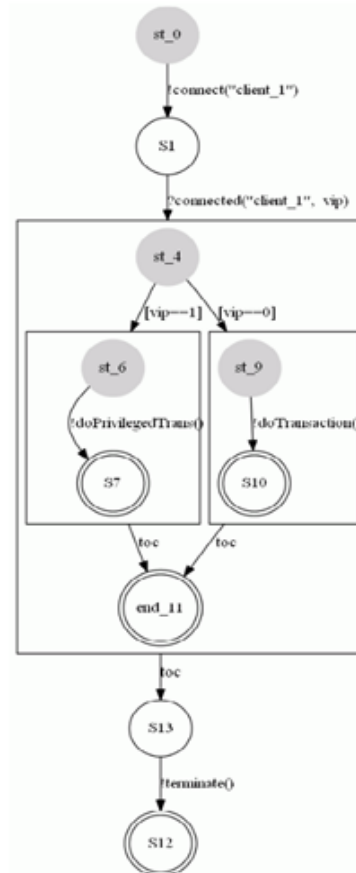 st_0
!connect("client_1")
S1
?connected("client_1", vip)
st_4
[vip==1] [vip==0]
st_6 st_9
!doPrivilegedTrans() !doTransaction(
S7 S10
toc toc
end_11
toc
S13
!terminate()
S12